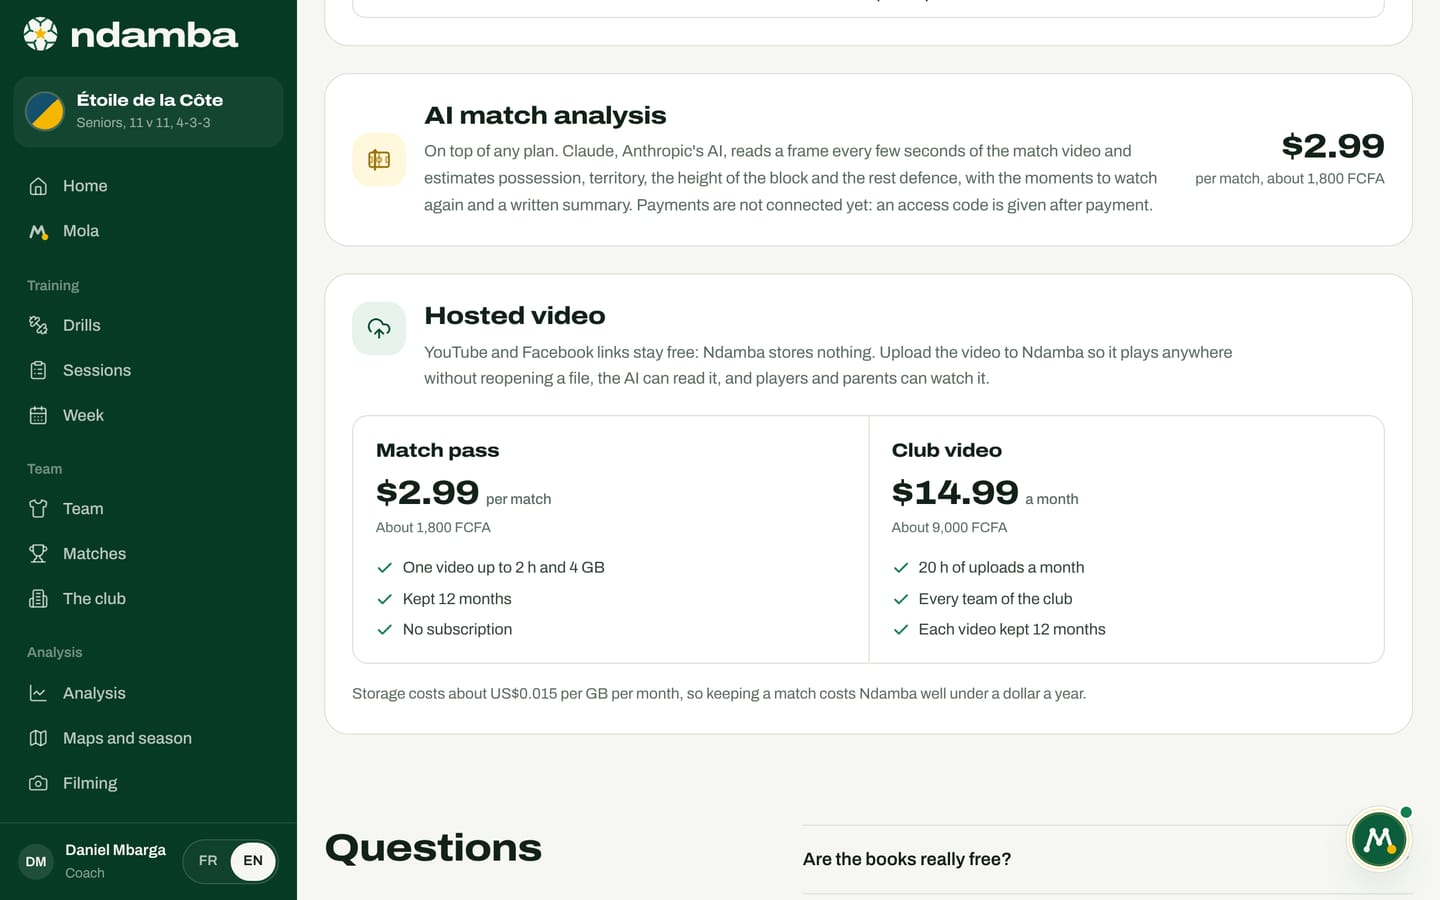 ndamba
Étoile de la Côte
Seniors, 11 v 11, 4-3-3
Home
Mola
Training
Drills
Sessions
Week
Team
Team
Matches
The club
Analysis
Analysis
Maps and season
Filming
DM
Daniel Mbarga
Coach
FR
EN
AI match analysis
On top of any plan. Claude, Anthropic's AI, reads a frame every few seconds of the match video and
estimates possession, territory, the height of the block and the rest defence, with the moments to watch
again and a written summary. Payments are not connected yet: an access code is given after payment.
$2.99
per match, about 1,800 FCFA
Hosted video
YouTube and Facebook links stay free: Ndamba stores nothing. Upload the video to Ndamba so it plays anywhere
without reopening a file, the AI can read it, and players and parents can watch it.
Match pass
$2.99 per match
About 1,800 FCFA
One video up to 2 h and 4 GB
Kept 12 months
No subscription
Club video
$14.99 a month
About 9,000 FCFA
20 h of uploads a month
Every team of the club
Each video kept 12 months
Storage costs about US$0.015 per GB per month, so keeping a match costs Ndamba well under a dollar a year.
Questions
Are the books really free?